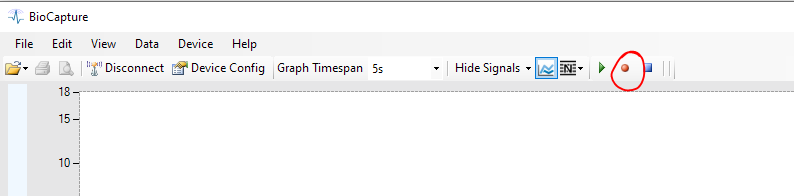 BioCapture
File Edit View Data Device Help
Disconnect Device Config Graph Timespan 5s Hide Signals N
18
15
10